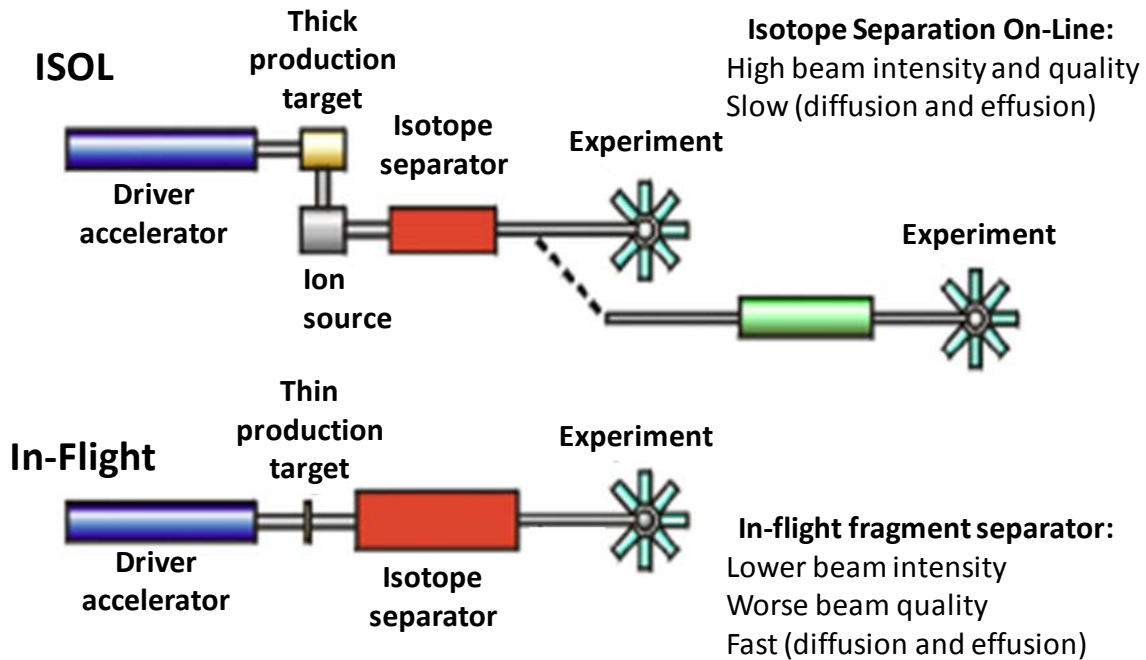 ISOL
Thick
production
target
Isotope
separator
Experiment
Driver
accelerator
Ion
source
Isotope Separation On-Line:
High beam intensity and quality
Slow (diffusion and effusion)
Experiment
In-Flight
Thin
production
target
Experiment
Driver
accelerator
Isotope
separator
In-flight fragment separator:
Lower beam intensity
Worse beam quality
Fast (diffusion and effusion)